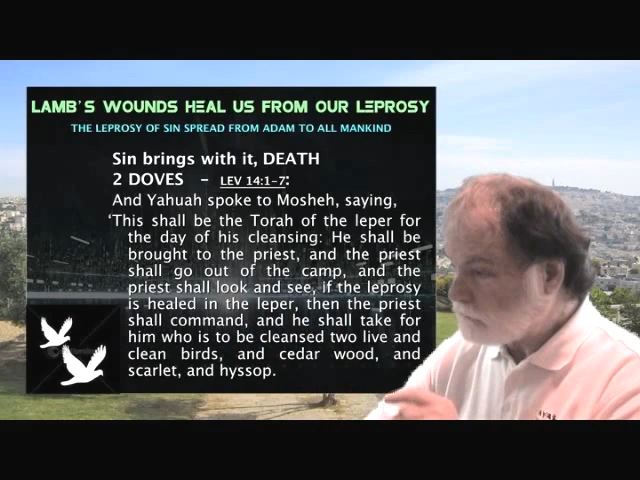 LAMB'S WOUNDS HEAL US FROM OUR LEPROSY
THE LEPROSY OF SIN SPREAD FROM ADAM TO ALL MANKIND
Sin brings with it, DEATH
2 DOVES – LEV 14:1-7:
And Yahuah spoke to Mosheh, saying,
‘This shall be the Torah of the leper for
the day of his cleansing: He shall be
brought to the priest, and the priest
shall go out of the camp, and the
priest shall look and see, if the leprosy
is healed in the leper, then the priest
shall command, and he shall take for
him who is to be cleansed two live and
clean birds, and cedar wood, and
scarlet, and hyssop.